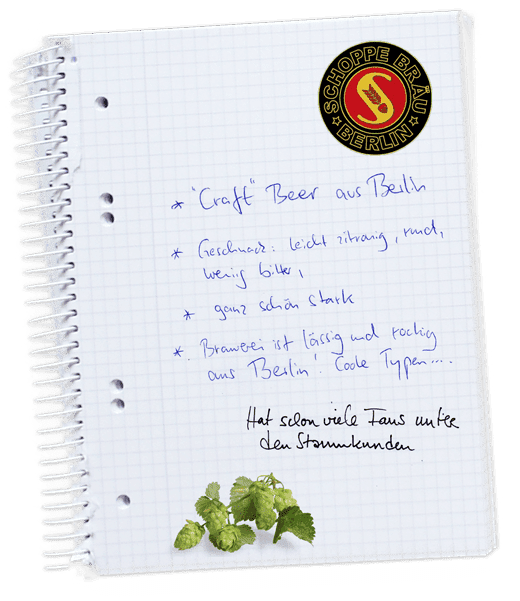 SCHOPPE BRÄU
BERLIN
* "Craft" Beer aus Berlin
* Geschmack: leicht zitronig, rund,
wenig bitter,
* ganz schön stark
* Brauerei ist lässig und rockig
aus Berlin! Coole Typen....
Hat schon viele Fans unter
den Stammkunden